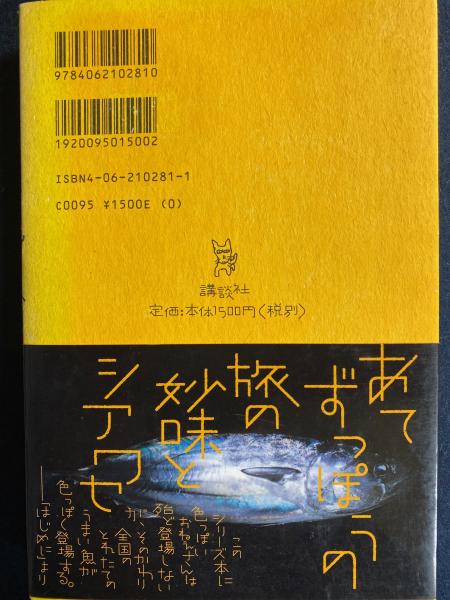 9784062102810
1920095015002
ISBN4-06-210281-1
C0095 ¥1500E (0)
講談社
定価:本体1500円(税別)
あて
ずっぽうの
旅の
妙味と
シアワセ
この
シリーズ本に
色っぽい
おねーさんは
殆ど登場しない
が、そのかわり
全国の
とれたての
うまい魚が
色っぽく登場する。
——「はじめに」より